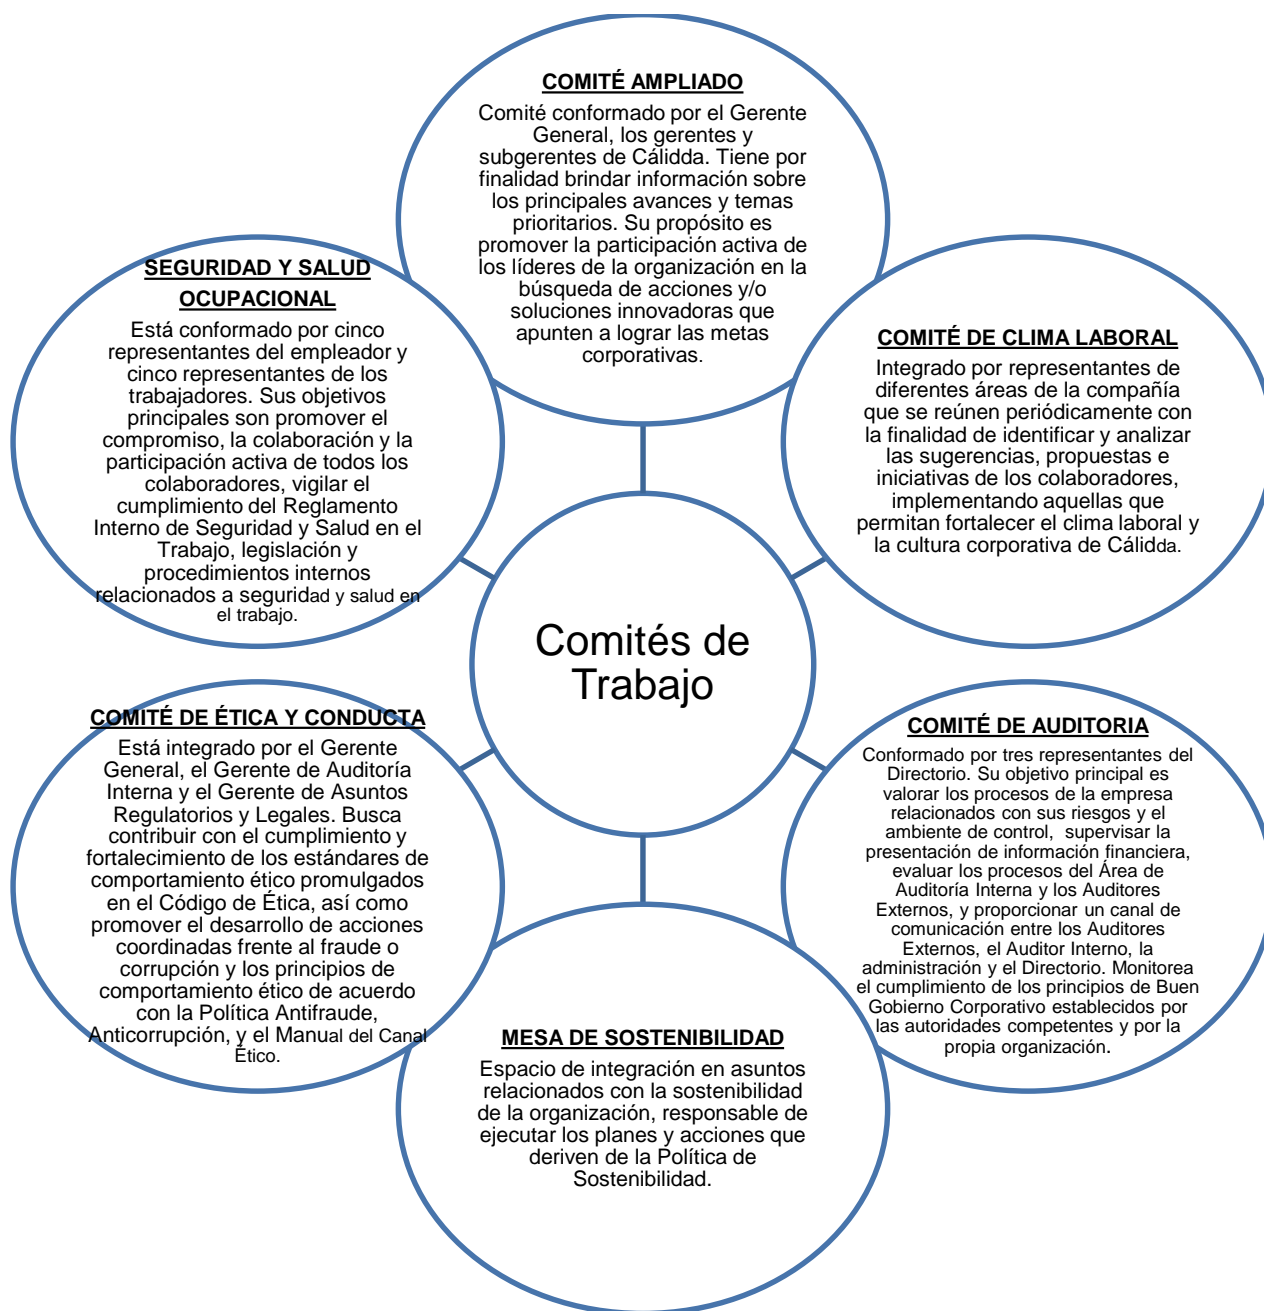 COMITÉ AMPLIADO
Comité conformado por el Gerente
General, los gerentes y
subgerentes de Cálidda. Tiene por
finalidad brindar información sobre
los principales avances y temas
prioritarios. Su propósito es
promover la participación activa de
los líderes de la organización en la
búsqueda de acciones y/o
soluciones innovadoras que
apunten a lograr las metas
corporativas.
COMITÉ DE CLIMA LABORAL
Integrado por representantes de
diferentes áreas de la compañía
que se reúnen periódicamente con
la finalidad de identificar y analizar
las sugerencias, propuestas e
iniciativas de los colaboradores,
implementando aquellas que
permitan fortalecer el clima laboral y
la cultura corporativa de Cálidda.
COMITÉ DE AUDITORIA
Conformado por tres representantes del
Directorio. Su objetivo principal es
valorar los procesos de la empresa
relacionados con sus riesgos y el
ambiente de control, supervisar la
presentación de información financiera,
evaluar los procesos del Área de
Auditoría Interna y los Auditores
Externos, y proporcionar un canal de
comunicación entre los Auditores
Externos, el Auditor Interno, la
administración y el Directorio. Monitorea
el cumplimiento de los principios de Buen
Gobierno Corporativo establecidos por
las autoridades competentes y por la
propia organización.
MESA DE SOSTENIBILIDAD
Espacio de integración en asuntos
relacionados con la sostenibilidad
de la organización, responsable de
ejecutar los planes y acciones que
deriven de la Política de
Sostenibilidad.
COMITÉ DE ÉTICA Y CONDUCTA
Está integrado por el Gerente
General, el Gerente de Auditoría
Interna y el Gerente de Asuntos
Regulatorios y Legales. Busca
contribuir con el cumplimiento y
fortalecimiento de los estándares de
comportamiento ético promulgados
en el Código de Ética, así como
promover el desarrollo de acciones
coordinadas frente al fraude o
corrupción y los principios de
comportamiento ético de acuerdo
con la Política Antifraude,
Anticorrupción, y el Manual del Canal
Ético.
SEGURIDAD Y SALUD
OCUPACIONAL
Está conformado por cinco
representantes del empleador y
cinco representantes de los
trabajadores. Sus objetivos
principales son promover el
compromiso, la colaboración y la
participación activa de todos los
colaboradores, vigilar el
cumplimiento del Reglamento
Interno de Seguridad y Salud en el
Trabajo, legislación y
procedimientos internos
relacionados a seguridad y salud en
el trabajo.
Comités de
Trabajo